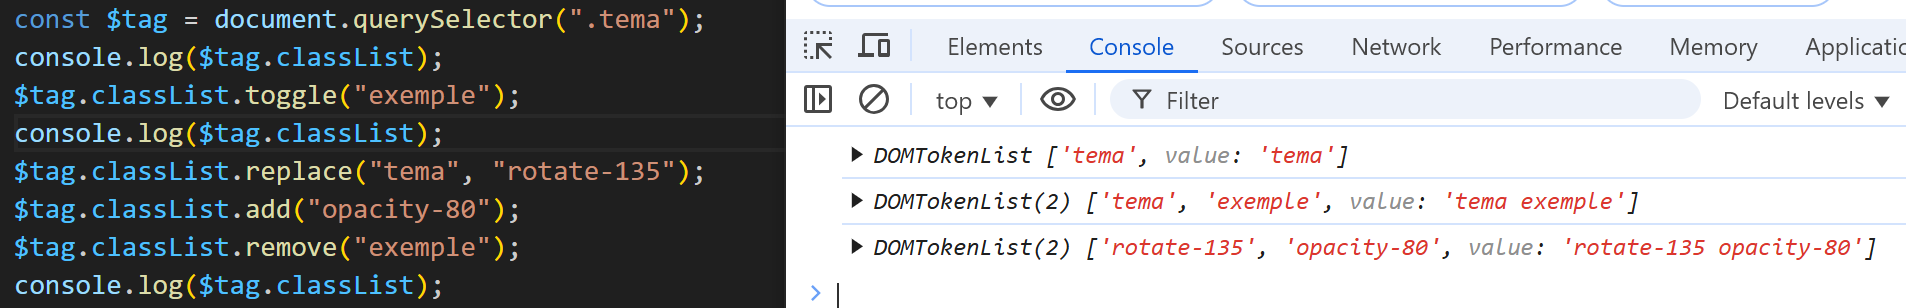 const $tag = document.querySelector(".tema");
console.log($tag.classList);
$tag.classList.toggle("exemple");
console.log($tag.classList);
$tag.classList.replace("tema", "rotate-135");
$tag.classList.add("opacity-80");
$tag.classList.remove("exemple");
console.log($tag.classList);
Elements Console Sources Network Performance Memory Applicatio
top Filter Default levels
DOMTokenList ['tema', value: 'tema']
DOMTokenList(2) ['tema', 'exemple', value: 'tema exemple']
DOMTokenList(2) ['rotate-135', 'opacity-80', value: 'rotate-135 opacity-80']